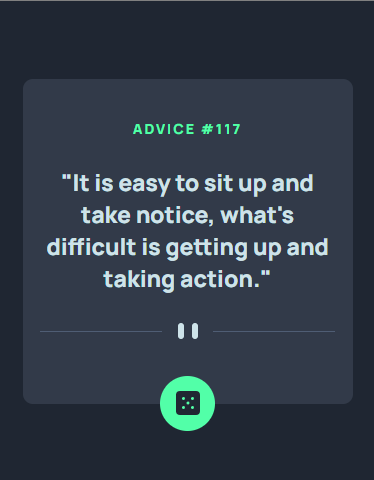 ADVICE #117
"It is easy to sit up and
take notice, what's
difficult is getting up and
taking action."